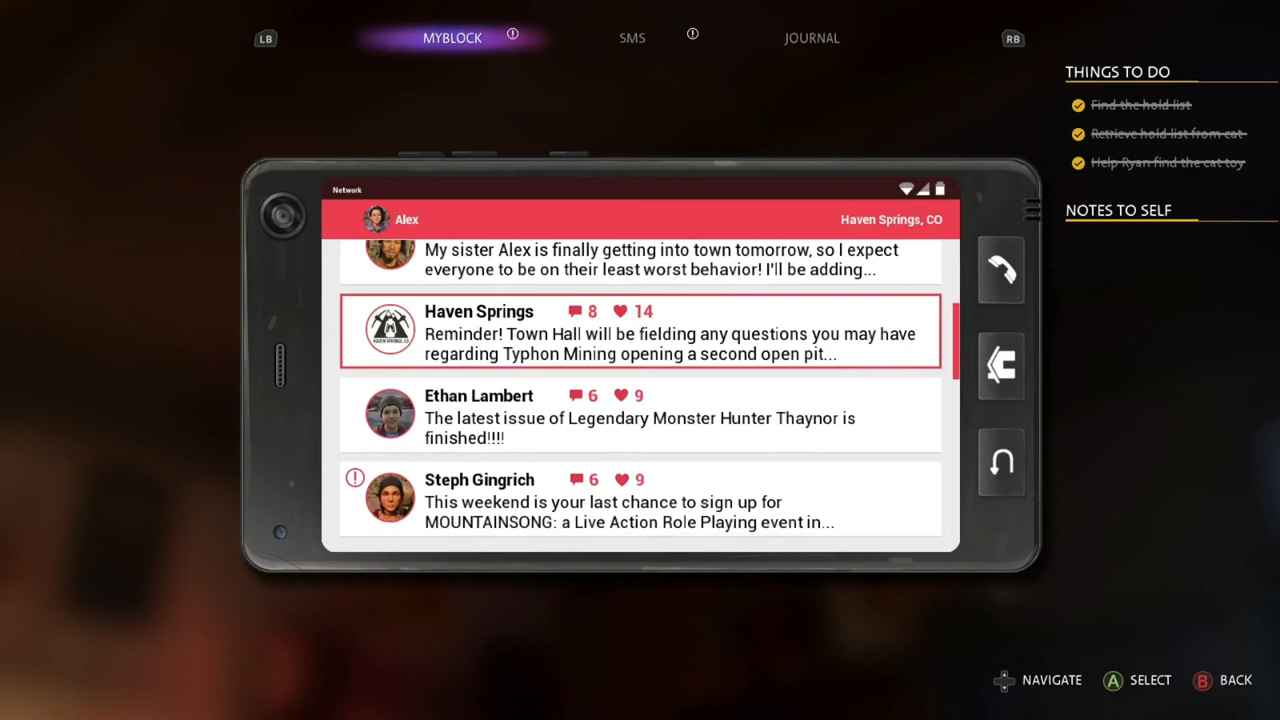 LB
MYBLOCK
SMS
JOURNAL
RB
THINGS TO DO
Find the hold list
Retrieve hold list from cat
Help Ryan find the cat toy
NOTES TO SELF
Network
Alex
Haven Springs, CO
My sister Alex is finally getting into town tomorrow, so I expect
everyone to be on their least worst behavior! I'll be adding...
Haven Springs 8 14
Reminder! Town Hall will be fielding any questions you may have
regarding Typhon Mining opening a second open pit...
HAVEN SPRINGS, CO
Ethan Lambert 6 9
The latest issue of Legendary Monster Hunter Thaynor is
finished!!!!
Steph Gingrich 6 9
This weekend is your last chance to sign up for
MOUNTAINSONG: a Live Action Role Playing event in...
NAVIGATE
A SELECT
B BACK